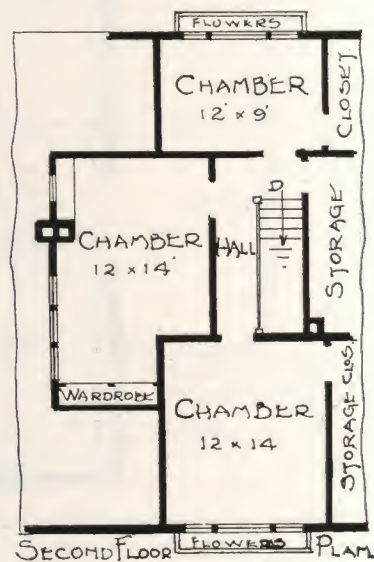 FLOWERS
CHAMBER
12' x 9'
CLOSET
D
CHAMBER
12 x 14'
HALL
STORAGE
WARDROBE
CHAMBER
12 x 14
STORAGE CLOS.
FLOWERS
SECOND FLOOR PLAN.